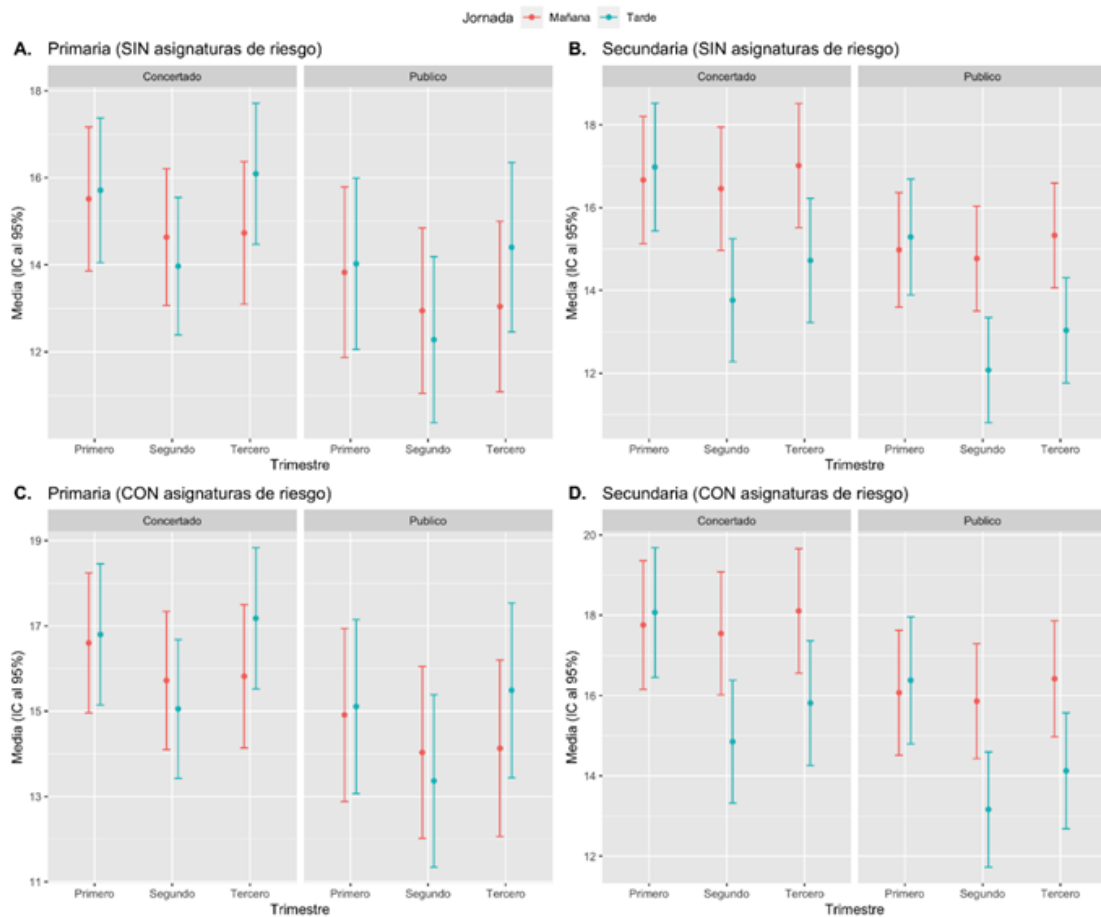 Jornada Mañana Tarde
A. Primaria (SIN asignaturas de riesgo)
Concertado Publico
18
16
14
12
Media (IC al 95%)
Primero Segundo Tercero Primero Segundo Tercero
Trimestre
B. Secundaria (SIN asignaturas de riesgo)
Concertado Publico
18
16
14
12
Media (IC al 95%)
Primero Segundo Tercero Primero Segundo Tercero
Trimestre
C. Primaria (CON asignaturas de riesgo)
Concertado Publico
19
17
15
13
11
Media (IC al 95%)
Primero Segundo Tercero Primero Segundo Tercero
Trimestre
D. Secundaria (CON asignaturas de riesgo)
Concertado Publico
20
18
16
14
12
Media (IC al 95%)
Primero Segundo Tercero Primero Segundo Tercero
Trimestre